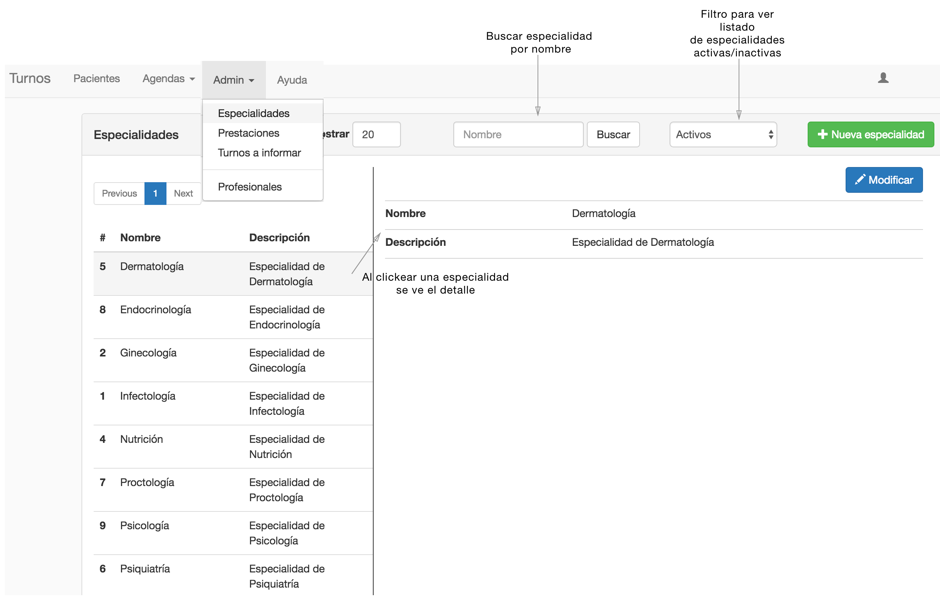 Filtro para ver
listado
de especialidades
activas/inactivas
Buscar especialidad
por nombre
Turnos Pacientes Agendas Admin Ayuda
Especialidades
Prestaciones
Turnos a informar
Profesionales
Especialidades ostrar 20 Nombre Buscar Activos Nueva especialidad
Previous 1 Next
Modificar
Nombre Dermatología
Descripción Especialidad de Dermatología
Al clickear una especialidad
se ve el detalle
# Nombre Descripción
5 Dermatología Especialidad de
Dermatología
8 Endocrinología Especialidad de
Endocrinología
2 Ginecología Especialidad de
Ginecología
1 Infectología Especialidad de
Infectología
4 Nutrición Especialidad de
Nutrición
7 Proctología Especialidad de
Proctología
9 Psicología Especialidad de
Psicología
6 Psiquiatría Especialidad de
Psiquiatría